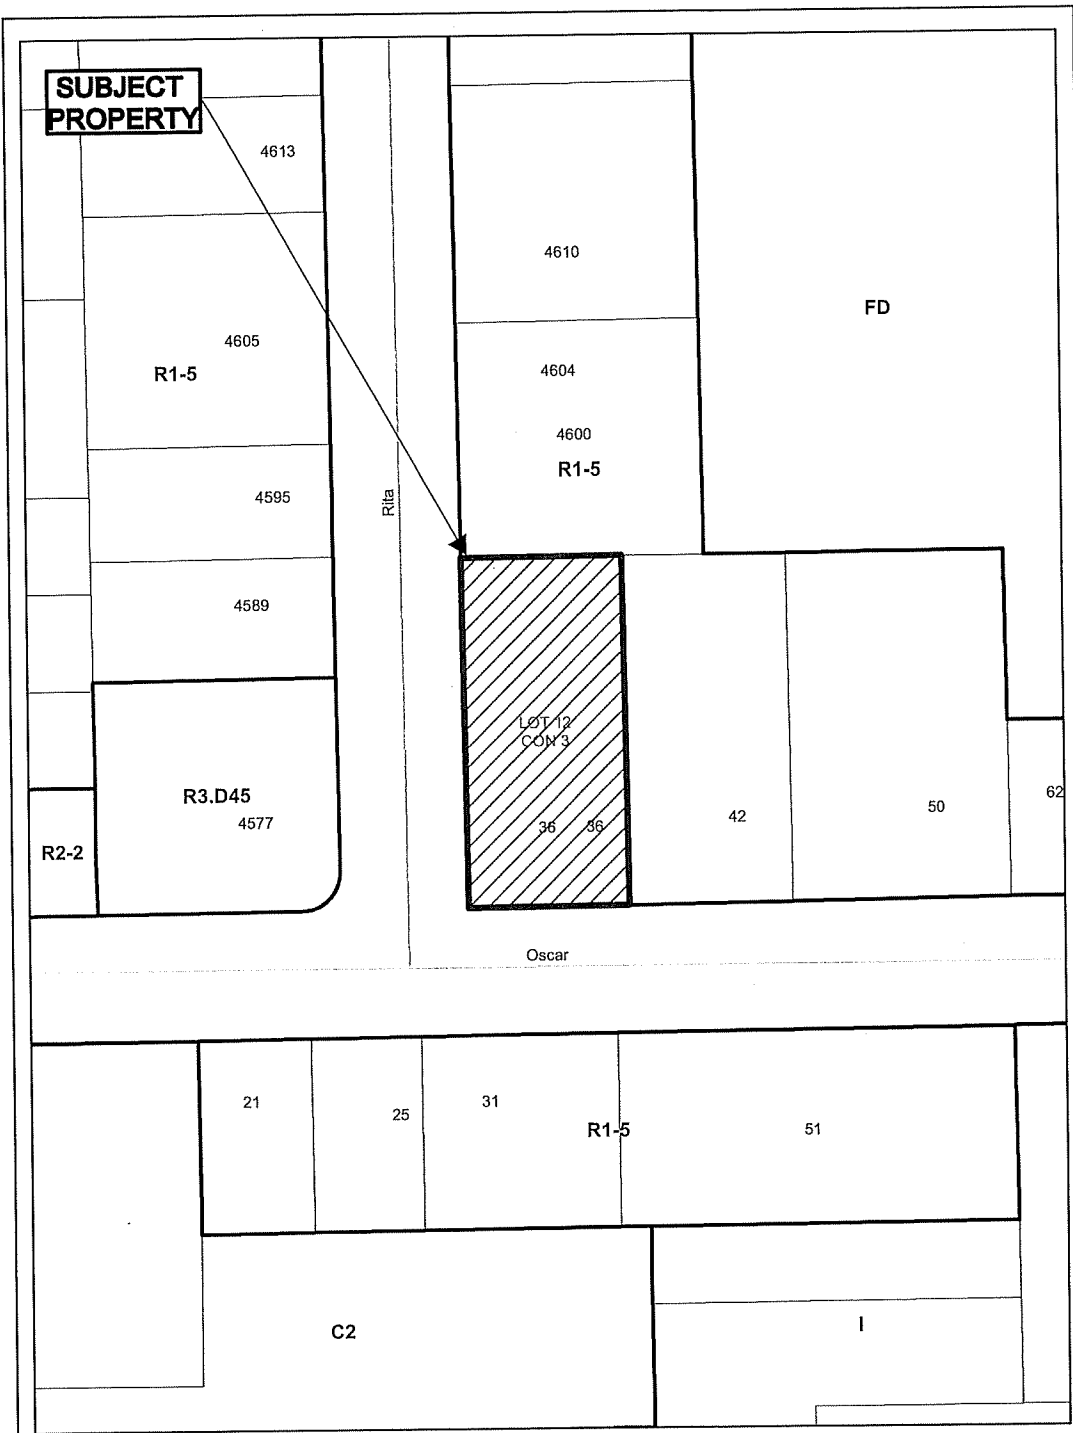 SUBJECT
PROPERTY
4613
4610
FD
4605
4604
R1-5
4600
R1-5
4595
Rita
4589
LOT 12
CON 3
R3.D45
4577
R2-2
36 36
42
50
62
Oscar
21
25
31
R1-5
51
C2
I